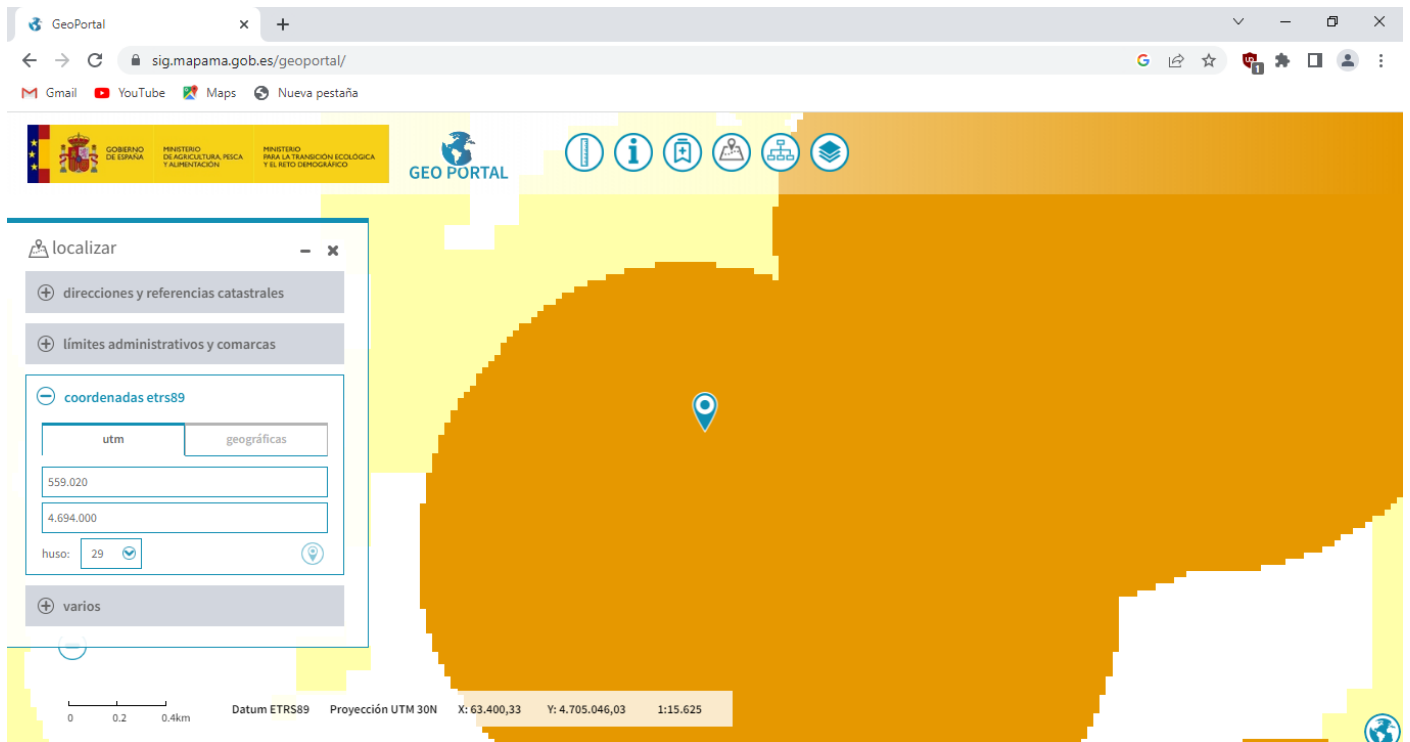 GeoPortal
sig.mapama.gob.es/geoportal/
1
Gmail YouTube Maps Nueva pestaña
GOBIERNO DE ESPAÑA
MINISTERIO DE AGRICULTURA, PESCA Y ALIMENTACIÓN
MINISTERIO PARA LA TRANSICIÓN ECOLÓGICA Y EL RETO DEMOGRÁFICO
GEO PORTAL
localizar
direcciones y referencias catastrales
límites administrativos y comarcas
coordenadas etrs89
utm geográficas
559.020
4.694.000
huso: 29
varios
0 0.2 0.4km
Datum ETRS89 Proyección UTM 30N X: 63.400,33 Y: 4.705.046,03 1:15.625